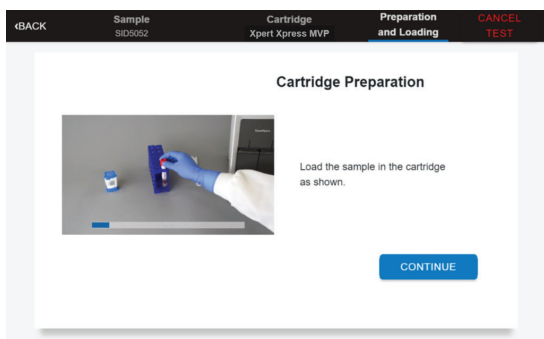 ‹BACK
Sample
SID5052
Cartridge
Xpert Xpress MVP
Preparation
and Loading
CANCEL
TEST
Cartridge Preparation
Load the sample in the cartridge
as shown.
CONTINUE